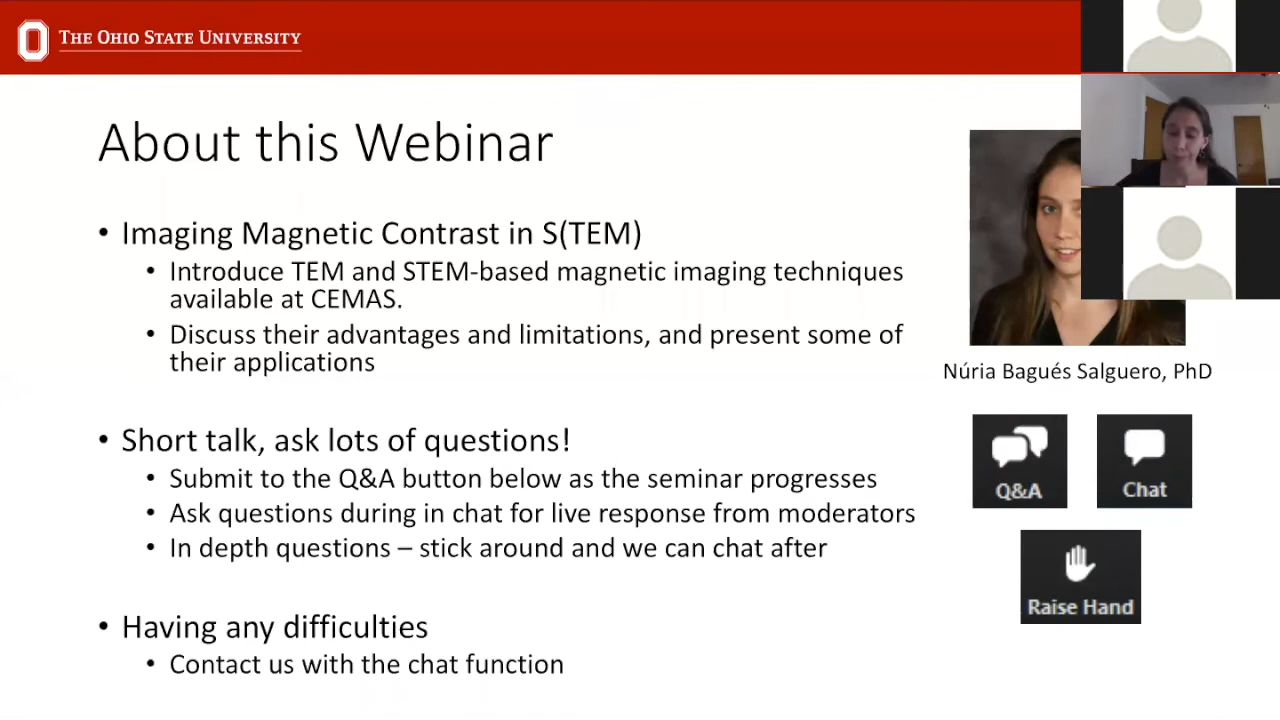 THE OHIO STATE UNIVERSITY
About this Webinar
• Imaging Magnetic Contrast in S(TEM)
• Introduce TEM and STEM-based magnetic imaging techniques
available at CEMAS.
• Discuss their advantages and limitations, and present some of
their applications
• Short talk, ask lots of questions!
• Submit to the Q&A button below as the seminar progresses
• Ask questions during in chat for live response from moderators
• In depth questions – stick around and we can chat after
• Having any difficulties
• Contact us with the chat function
Núria Bagués Salguero, PhD
Q&A
Chat
Raise Hand